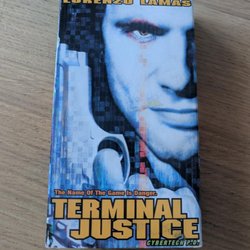 LORENZO LAMAS
The Name Of The Game Is Danger.
TERMINAL
JUSTICE
CYBERTECH P.D.